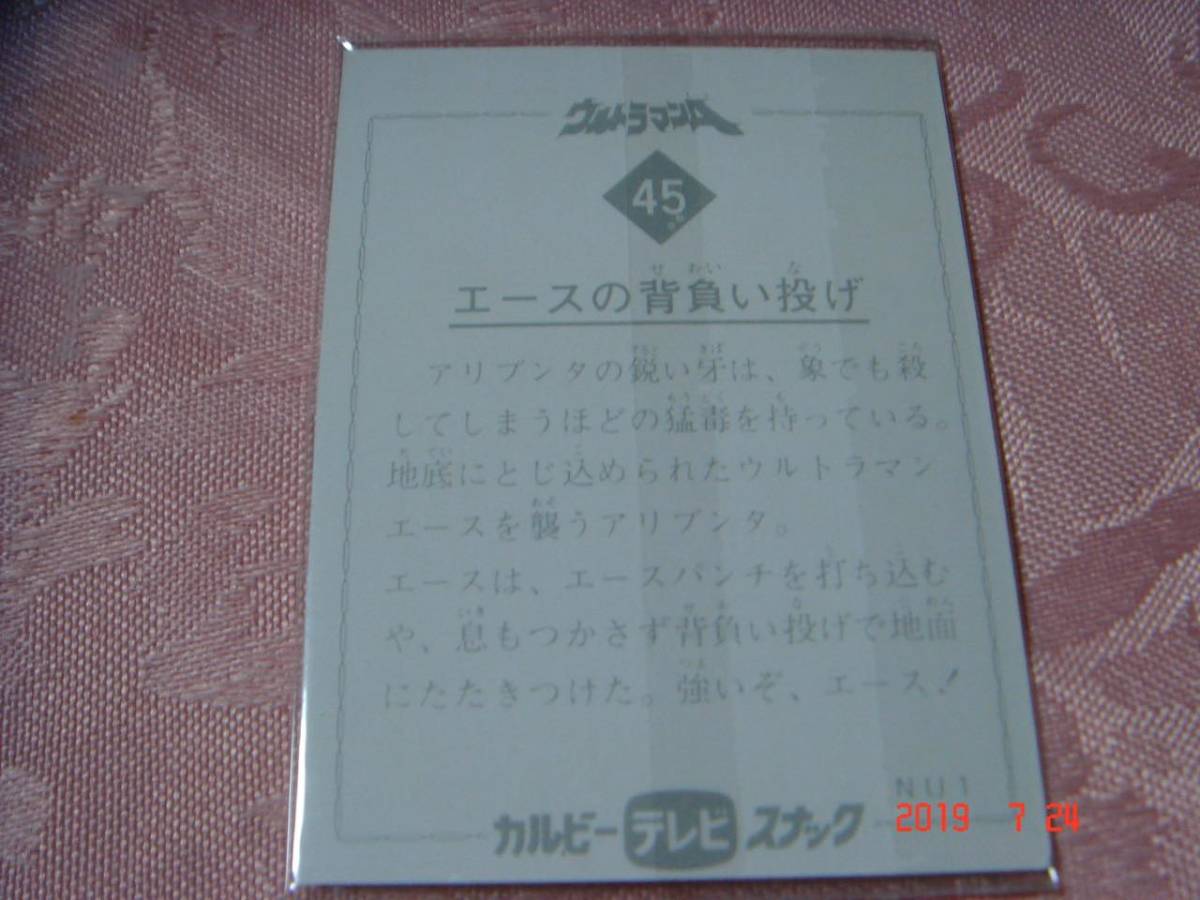 ウルトラマンA
45
エースの背負い投げ
アリブンタの鋭い牙は、象でも殺
してしまうほどの猛毒を持っている。
地底にとじ込められたウルトラマン
エースを襲うアリブンタ。
エースは、エースパンチを打ち込む
や、息もつかさず背負い投げで地面
にたたきつけた。強いぞ、エース!
NU1
カルビー テレビ スナック
2019 7 24